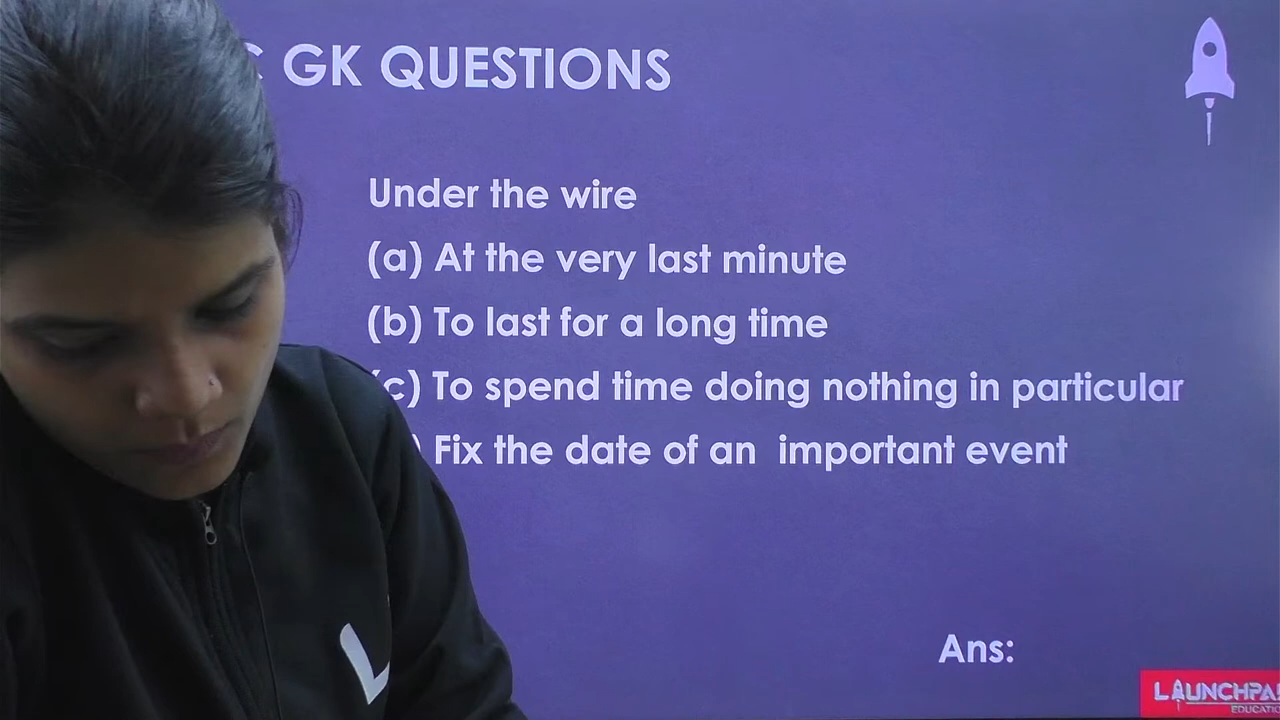 GK QUESTIONS
Under the wire
(a) At the very last minute
(b) To last for a long time
(c) To spend time doing nothing in particular
) Fix the date of an important event
Ans:
L
LAUNCHPA
EDUCATIO